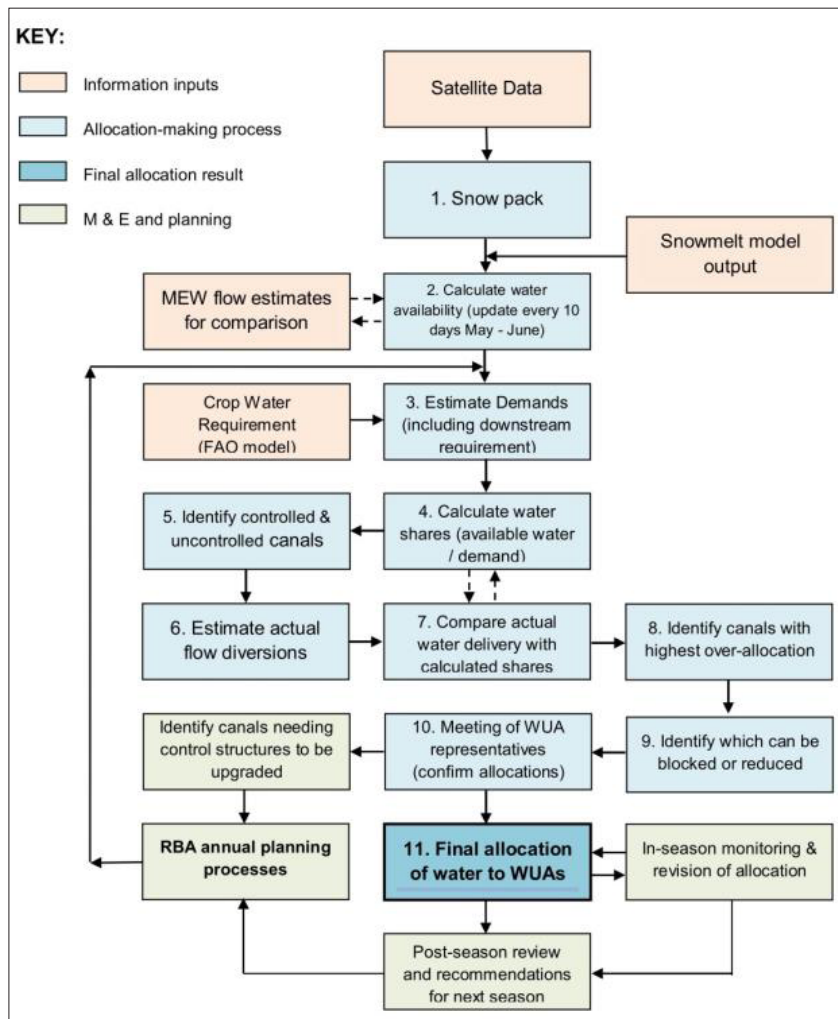 KEY:
Information inputs
Allocation-making process
Final allocation result
M & E and planning
Satellite Data
1. Snow pack
Snowmelt model
output
MEW flow estimates
for comparison
2. Calculate water
availability (update every 10
days May - June)
Crop Water
Requirement
(FAO model)
3. Estimate Demands
(including downstream
requirement)
5. Identify controlled &
uncontrolled canals
4. Calculate water
shares (available water
/ demand)
6. Estimate actual
flow diversions
7. Compare actual
water delivery with
calculated shares
8. Identify canals with
highest over-allocation
Identify canals needing
control structures to be
upgraded
10. Meeting of WUA
representatives
(confirm allocations)
9. Identify which can be
blocked or reduced
RBA annual planning
processes
11. Final allocation
of water to WUAs
In-season monitoring &
revision of allocation
Post-season review
and recommendations
for next season